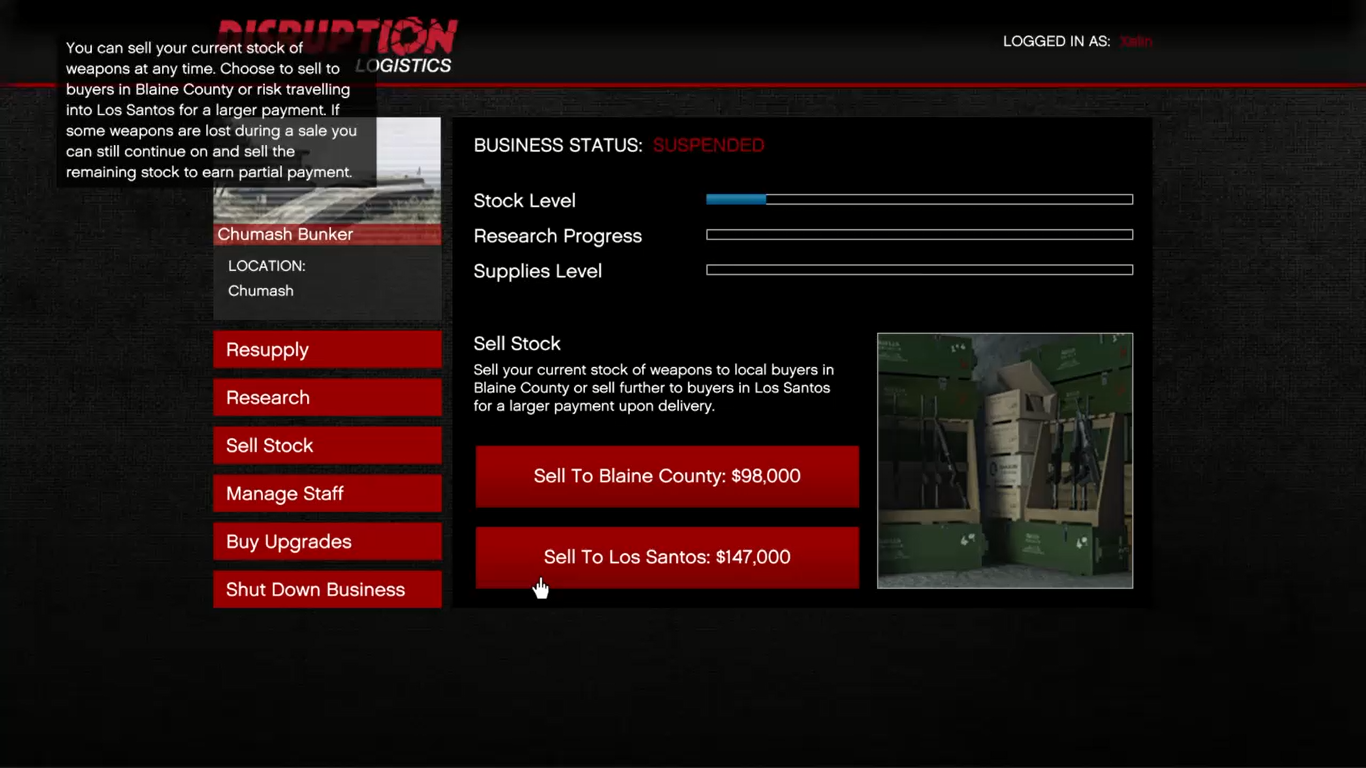 DISRUPTION
LOGISTICS
LOGGED IN AS: Xelin
You can sell your current stock of
weapons at any time. Choose to sell to
buyers in Blaine County or risk travelling
into Los Santos for a larger payment. If
some weapons are lost during a sale you
can still continue on and sell the
remaining stock to earn partial payment.
Chumash Bunker
LOCATION:
Chumash
Resupply
Research
Sell Stock
Manage Staff
Buy Upgrades
Shut Down Business
BUSINESS STATUS: SUSPENDED
Stock Level
Research Progress
Supplies Level
Sell Stock
Sell your current stock of weapons to local buyers in
Blaine County or sell further to buyers in Los Santos
for a larger payment upon delivery.
Sell To Blaine County: $98,000
Sell To Los Santos: $147,000